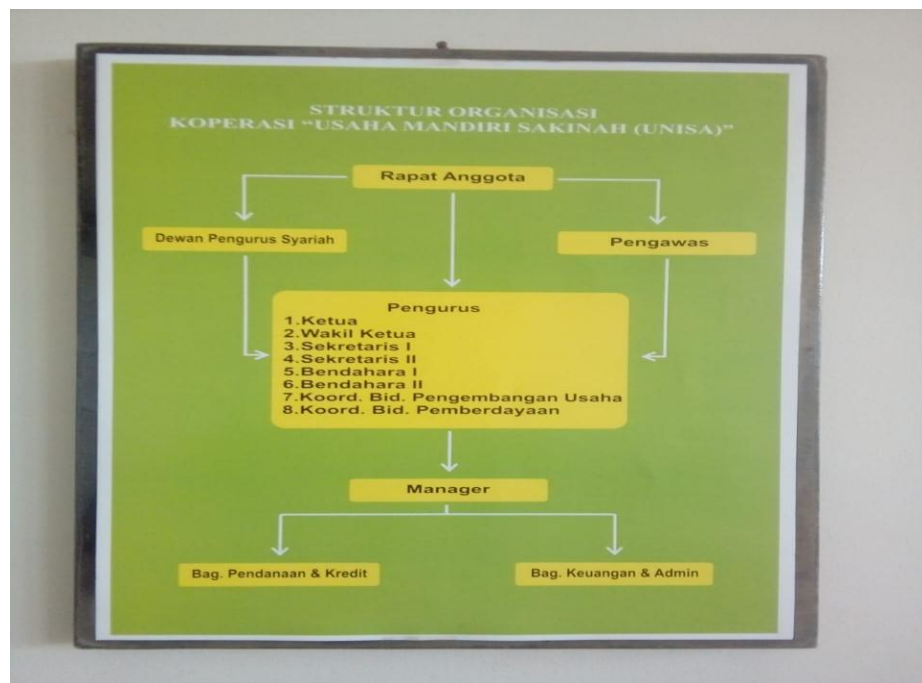 STRUKTUR ORGANISASI
KOPERASI “USAHA MANDIRI SAKINAH (UNISA)”
Rapat Anggota
Dewan Pengurus Syariah
Pengawas
Pengurus
1.Ketua
2.Wakil Ketua
3.Sekretaris I
4.Sekretaris II
5.Bendahara I
6.Bendahara II
7.Koord. Bid. Pengembangan Usaha
8.Koord. Bid. Pemberdayaan
Manager
Bag. Pendanaan & Kredit
Bag. Keuangan & Admin